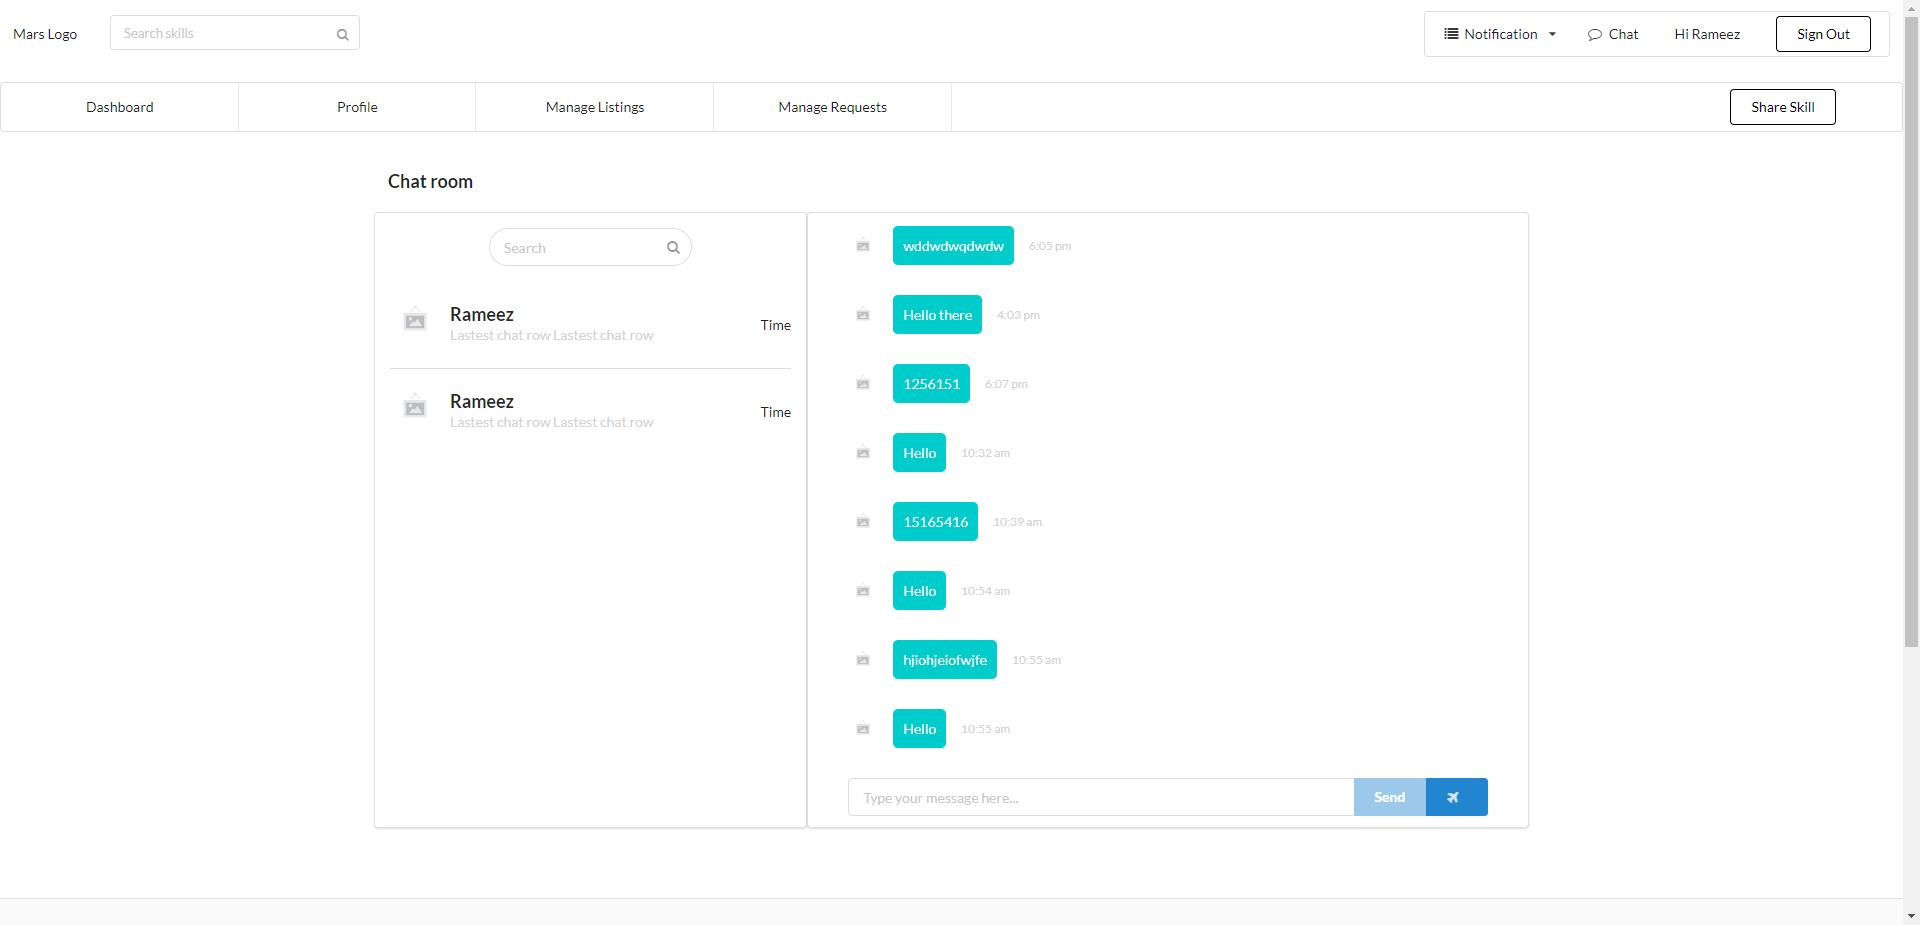 Mars Logo
Search skills
Notification
Chat
Hi Rameez
Sign Out
Dashboard
Profile
Manage Listings
Manage Requests
Share Skill
Chat room
Search
Rameez
Lastest chat row Lastest chat row
Time
Rameez
Lastest chat row Lastest chat row
Time
wddwdwqdwdw 6:05 pm
Hello there 4:03 pm
1256151 6:07 pm
Hello 10:32 am
15165416 10:39 am
Hello 10:54 am
hjiohjeiofwjfe 10:55 am
Hello 10:55 am
Type your message here...
Send